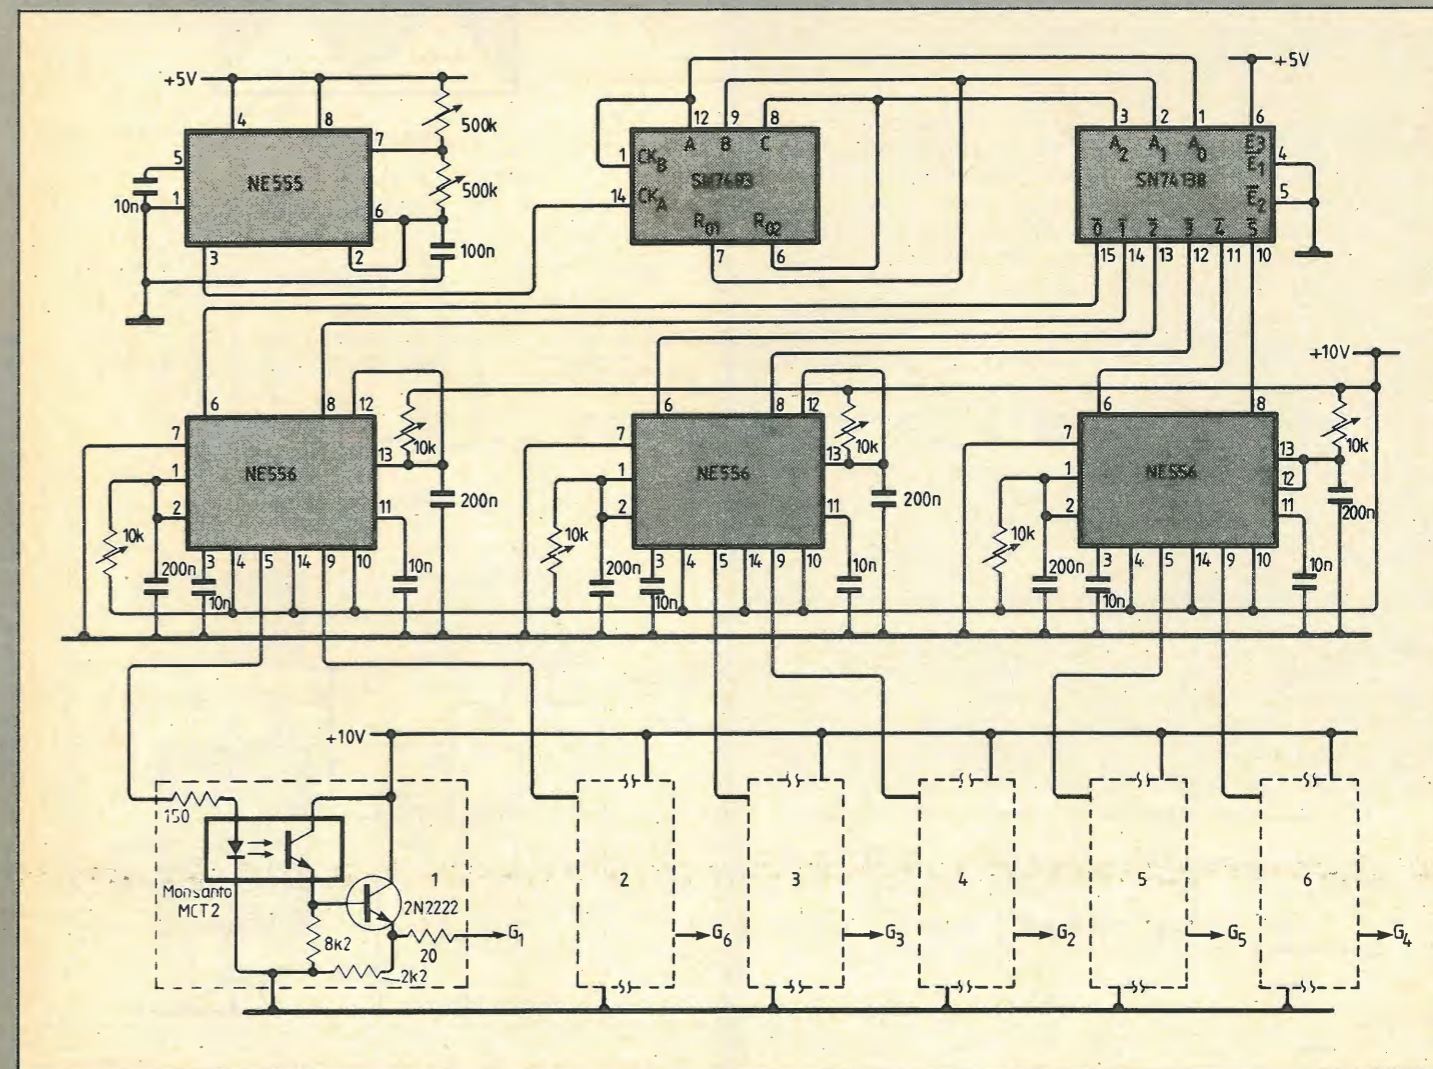 +5V
+5V
4 8
12 9 8
3 2 1 6
500k
7
5
NE555
500k
1
10n
6
100n
3 2
A B C
1 CKB
SN7493
14 CKA
R01 R02
7 6
A2 A1 A0 E3
E1 4
SN74138
E2 5
0 1 2 3 4 5
15 14 13 12 11 10
+10V
6 8 12
6 8 12
6 8
7
10k
13
1
NE556
2
11
200n
10k
200n
3 4 5 14 9 10
10n
10n
7
10k
13
1
NE556
2
11
200n
10k
200n
3 4 5 14 9 10
10n
10n
7
10k
13
12
1
NE556
2
11
200n
10k
200n
3 4 5 14 9 10
10n
10n
+10V
150
Monsanto
MCT2
1
2N2222
8k2
20
2k2
G1
2
G6
3
G3
4
G2
5
G5
6
G4